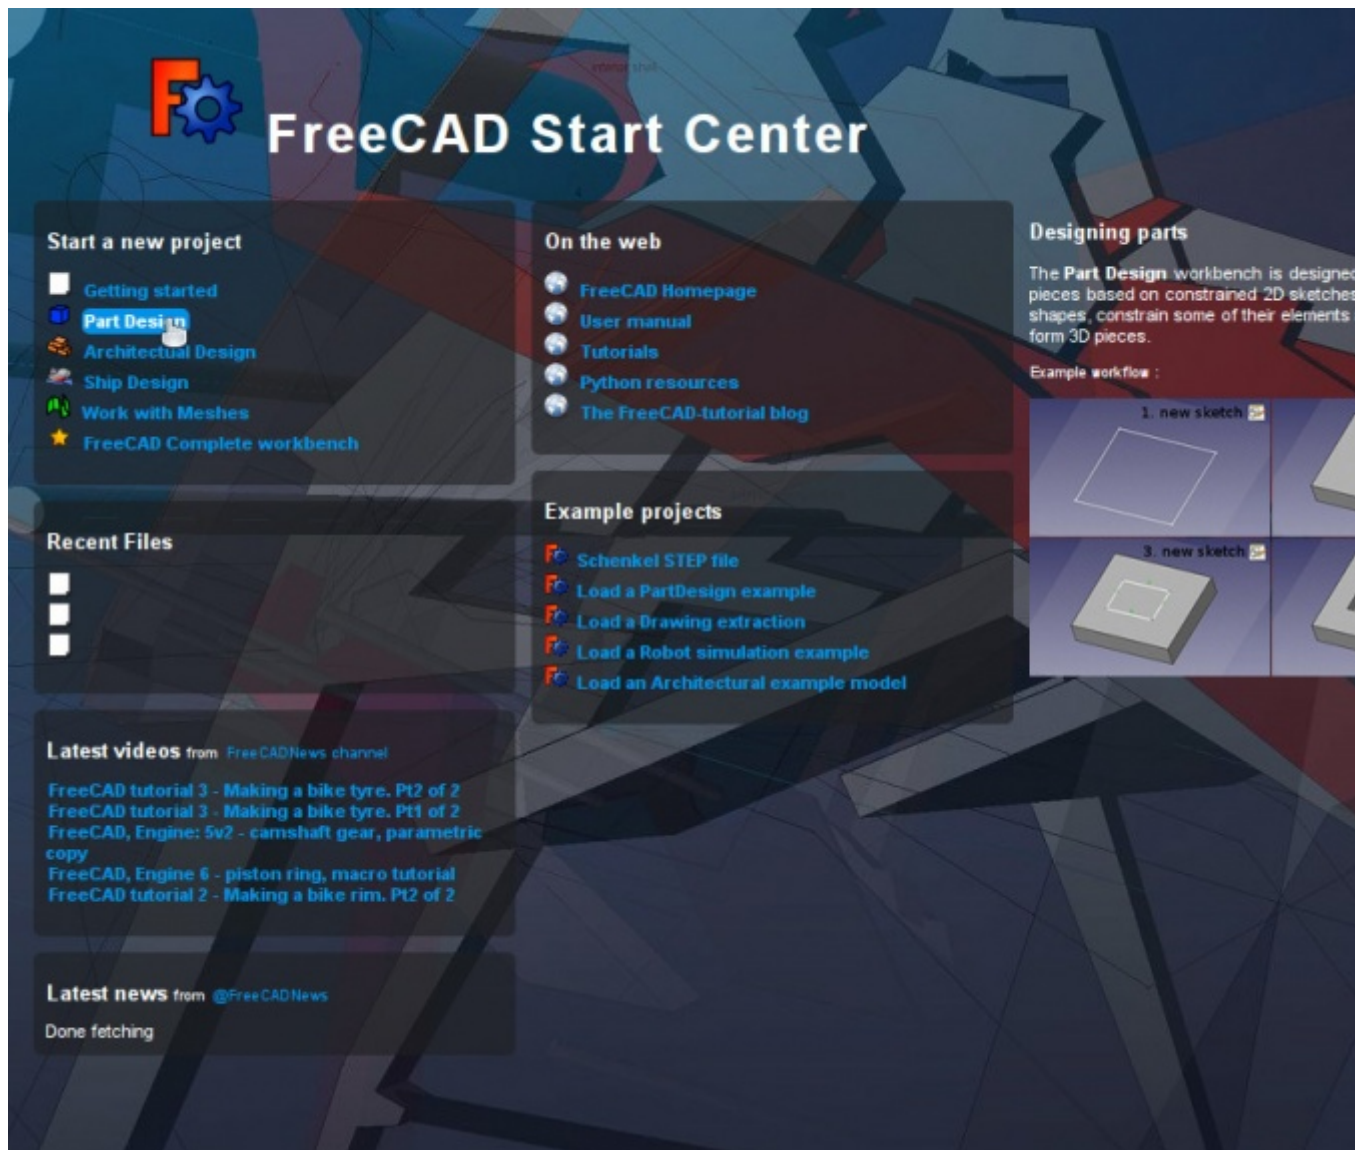 FreeCAD Start Center
Start a new project
Getting started
Part Design
Architectual Design
Ship Design
Work with Meshes
FreeCAD Complete workbench
Recent Files
Latest videos from FreeCADNews channel
FreeCAD tutorial 3 - Making a bike tyre. Pt2 of 2
FreeCAD tutorial 3 - Making a bike tyre. Pt1 of 2
FreeCAD, Engine: 5v2 - camshaft gear, parametric
copy
FreeCAD, Engine 6 - piston ring, macro tutorial
FreeCAD tutorial 2 - Making a bike rim. Pt2 of 2
Latest news from @FreeCADNews
Done fetching
On the web
FreeCAD Homepage
User manual
Tutorials
Python resources
The FreeCAD-tutorial blog
Example projects
Schenkel STEP file
Load a PartDesign example
Load a Drawing extraction
Load a Robot simulation example
Load an Architectural example model
Designing parts
The Part Design workbench is designed
pieces based on constrained 2D sketches
shapes, constrain some of their elements
form 3D pieces.
Example workflow :
1. new sketch
3. new sketch